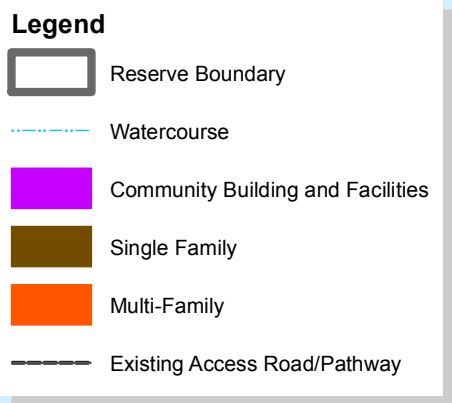 Legend
Reserve Boundary
Watercourse
Community Building and Facilities
Single Family
Multi-Family
Existing Access Road/Pathway